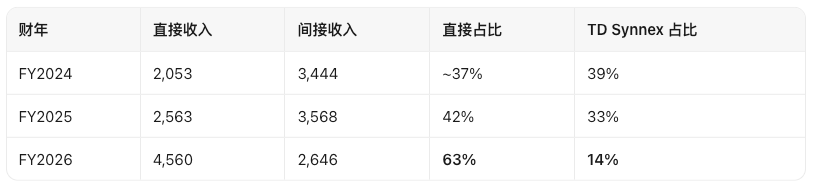 财年 直接收入 间接收入 直接占比 TD Synnex 占比
FY2024 2,053 3,444 ~37% 39%
FY2025 2,563 3,568 42% 33%
FY2026 4,560 2,646 63% 14%